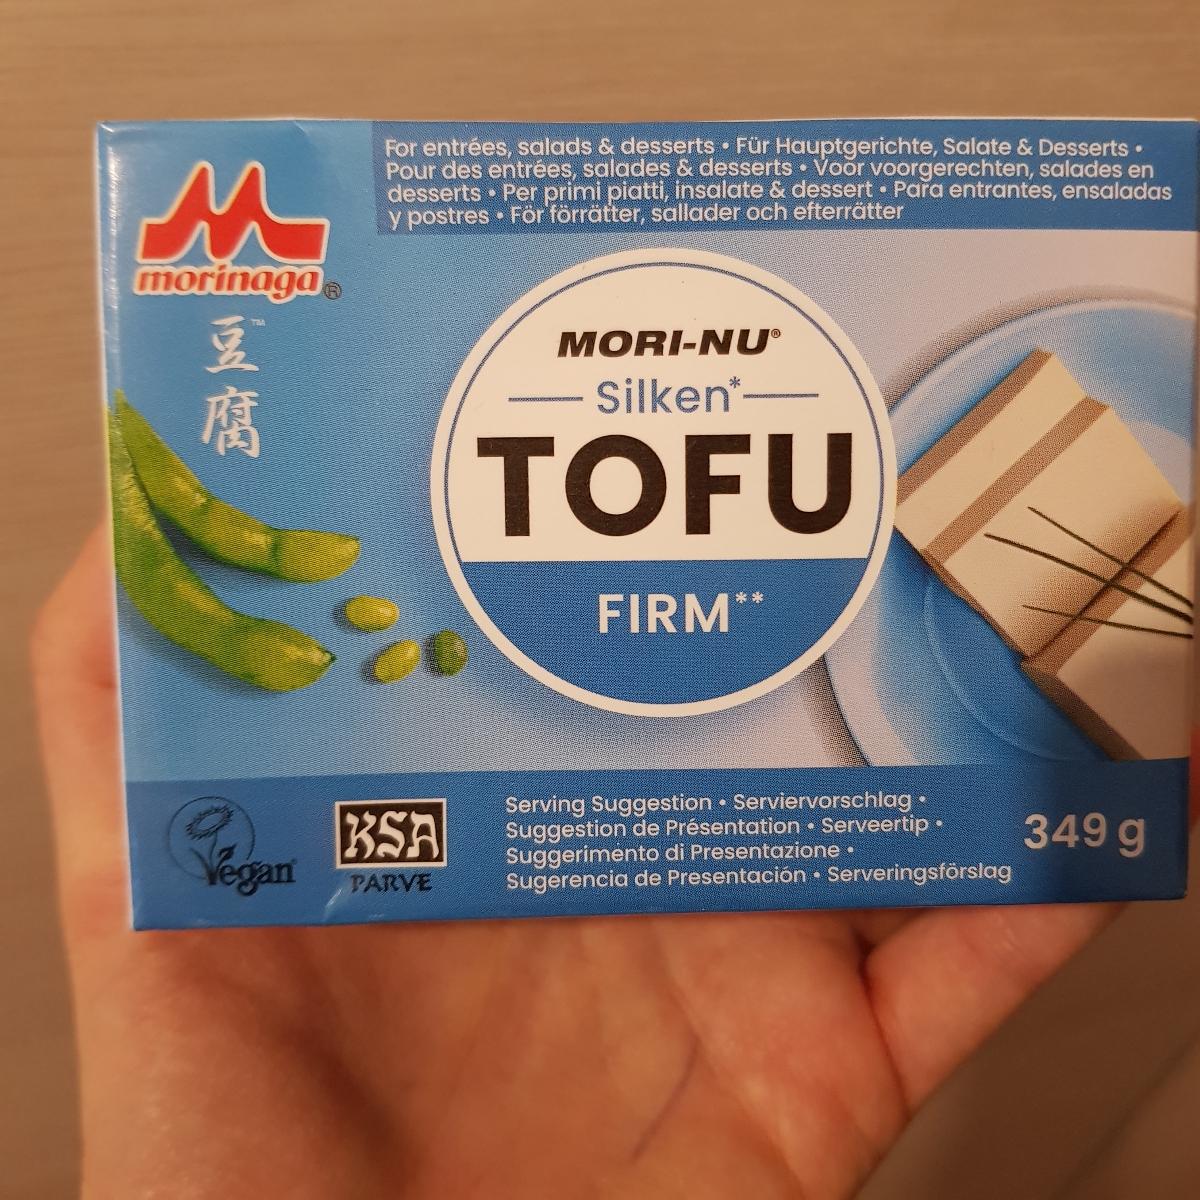 For entrées, salads & desserts • Für Hauptgerichte, Salate & Desserts •
Pour des entrées, salades & desserts • Voor voorgerechten, salades en
desserts • Per primi piatti, insalate & dessert • Para entrantes, ensaladas
y postres • För förrätter, sallader och efterrätter
morinaga®
豆™
腐
MORI-NU®
Silken*
TOFU
FIRM**
Vegan
KSA
PARVE
Serving Suggestion • Serviervorschlag •
Suggestion de Présentation • Serveertip •
Suggerimento di Presentazione •
Sugerencia de Presentación • Serveringsförslag
349 g